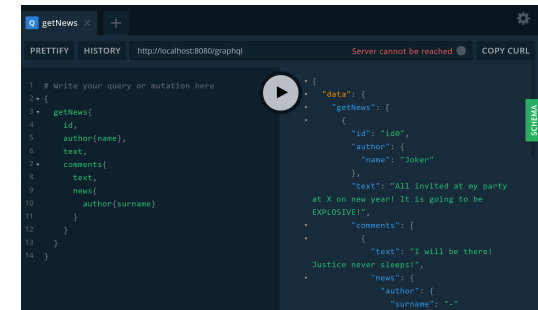 Q getNews × +
PRETTIFY HISTORY http://localhost:8080/graphql Server cannot be reached COPY CURL
1 # Write your query or mutation here
2 {
3 getNews{
4 id,
5 author{name},
6 text,
7 comments{
8 text,
9 news{
10 author{surname}
11 }
12 }
13 }
14 }
{
"data": {
"getNews": [
{
"id": "id0",
"author": {
"name": "Joker"
},
"text": "All invited at my party
at X on new year! It is going to be
EXPLOSIVE!",
"comments": [
{
"text": "I will be there!
Justice never sleeps!",
"news": {
"author": {
"surname": "-"
SCHEMA